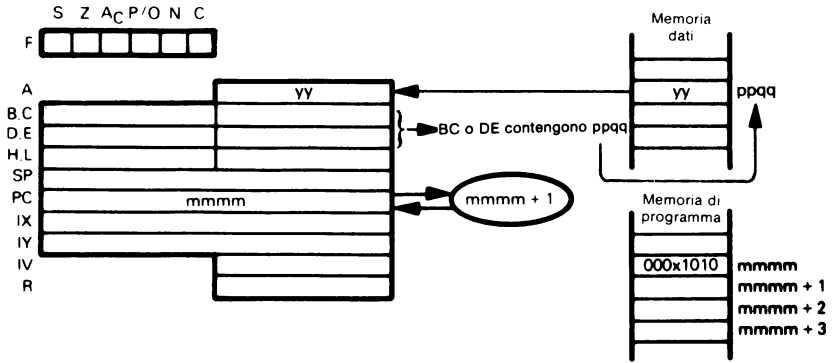 S Z AC P/O N C
F
Memoria
dati
A yy yy ppqq
B.C
D.E BC o DE contengono ppqq
H.L
SP
PC mmmm mmmm + 1
IX
IY
IV
R
Memoria di
programma
000x1010 mmmm
mmmm + 1
mmmm + 2
mmmm + 3